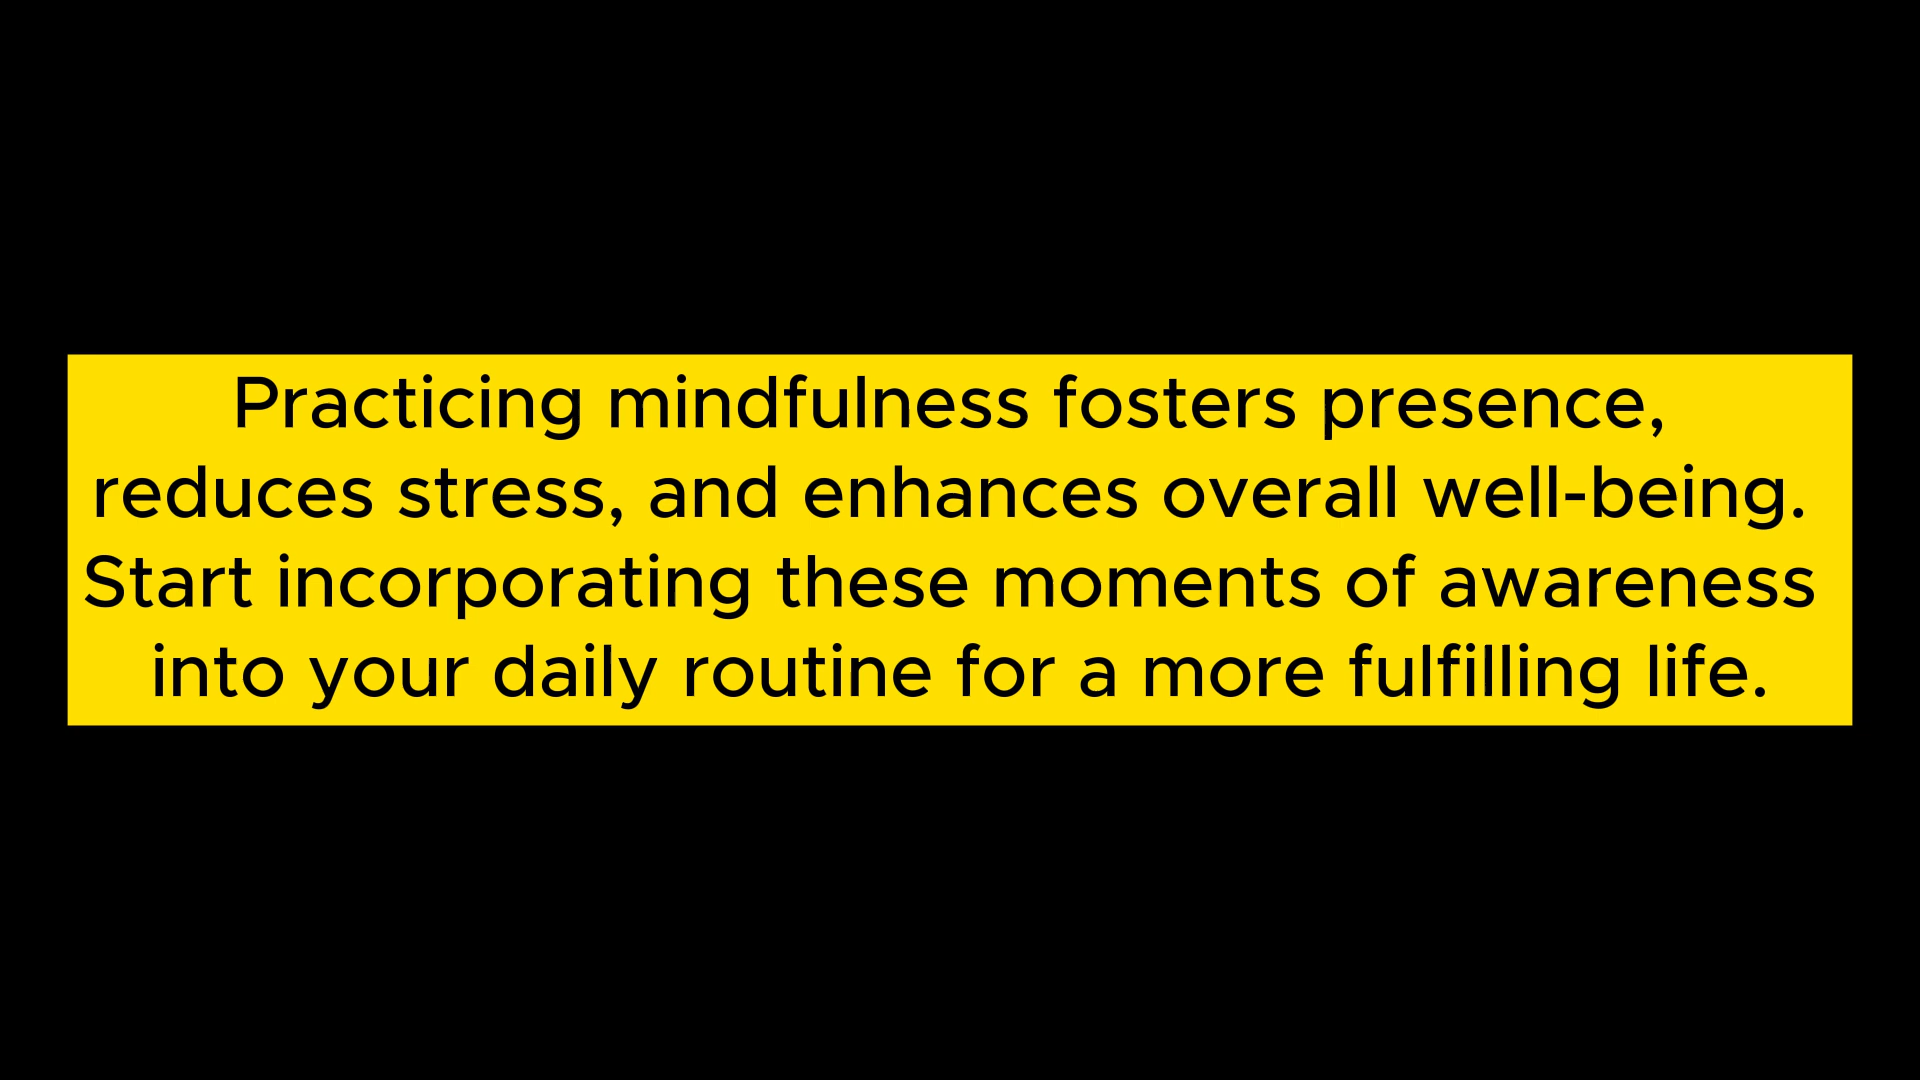 Practicing mindfulness fosters presence,
reduces stress, and enhances overall well-being.
Start incorporating these moments of awareness
into your daily routine for a more fulfilling life.